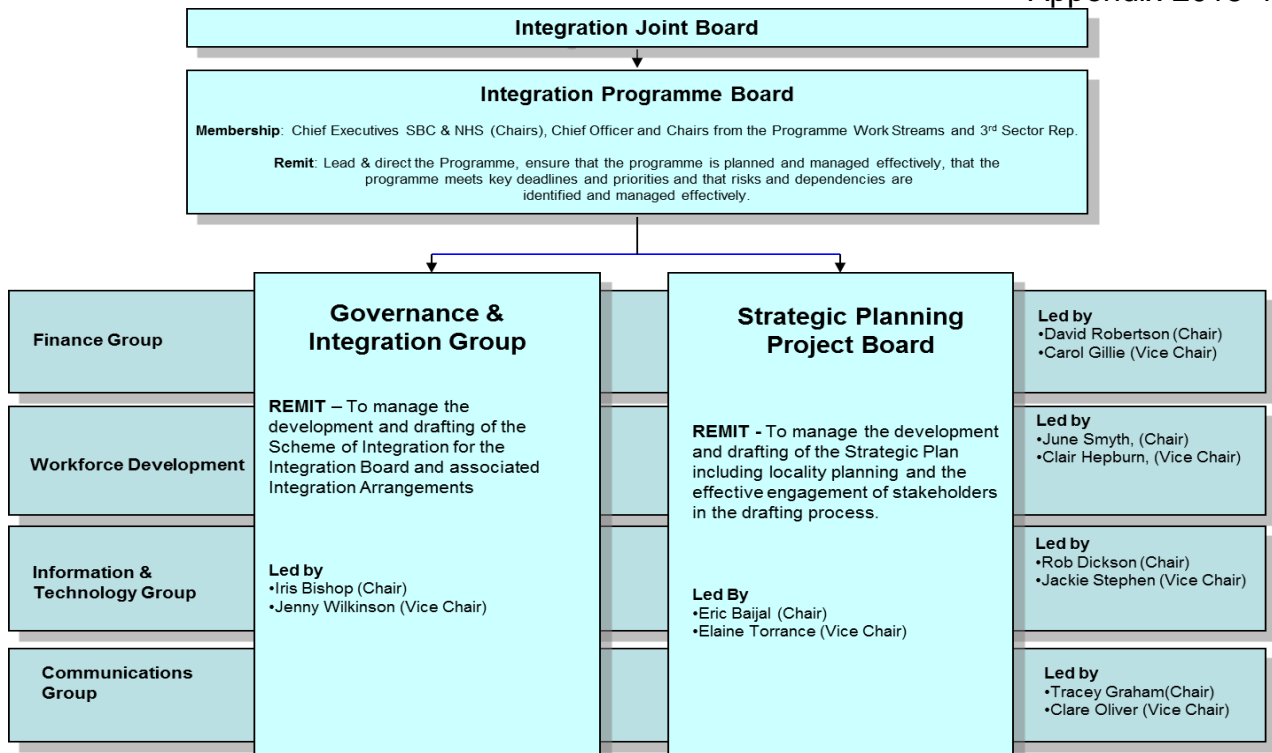 Integration Joint Board
Integration Programme Board
Membership: Chief Executives SBC & NHS (Chairs), Chief Officer and Chairs from the Programme Work Streams and 3rd Sector Rep.
Remit: Lead & direct the Programme, ensure that the programme is planned and managed effectively, that the
programme meets key deadlines and priorities and that risks and dependencies are
identified and managed effectively.
Governance &
Integration Group
REMIT – To manage the
development and drafting of the
Scheme of Integration for the
Integration Board and associated
Integration Arrangements
Led by
•Iris Bishop (Chair)
•Jenny Wilkinson (Vice Chair)
Strategic Planning
Project Board
REMIT - To manage the development
and drafting of the Strategic Plan
including locality planning and the
effective engagement of stakeholders
in the drafting process.
Led By
•Eric Baijal (Chair)
•Elaine Torrance (Vice Chair)
Finance Group
Led by
•David Robertson (Chair)
•Carol Gillie (Vice Chair)
Workforce Development
Led by
•June Smyth, (Chair)
•Clair Hepburn, (Vice Chair)
Information &
Technology Group
Led by
•Rob Dickson (Chair)
•Jackie Stephen (Vice Chair)
Communications
Group
Led by
•Tracey Graham(Chair)
•Clare Oliver (Vice Chair)